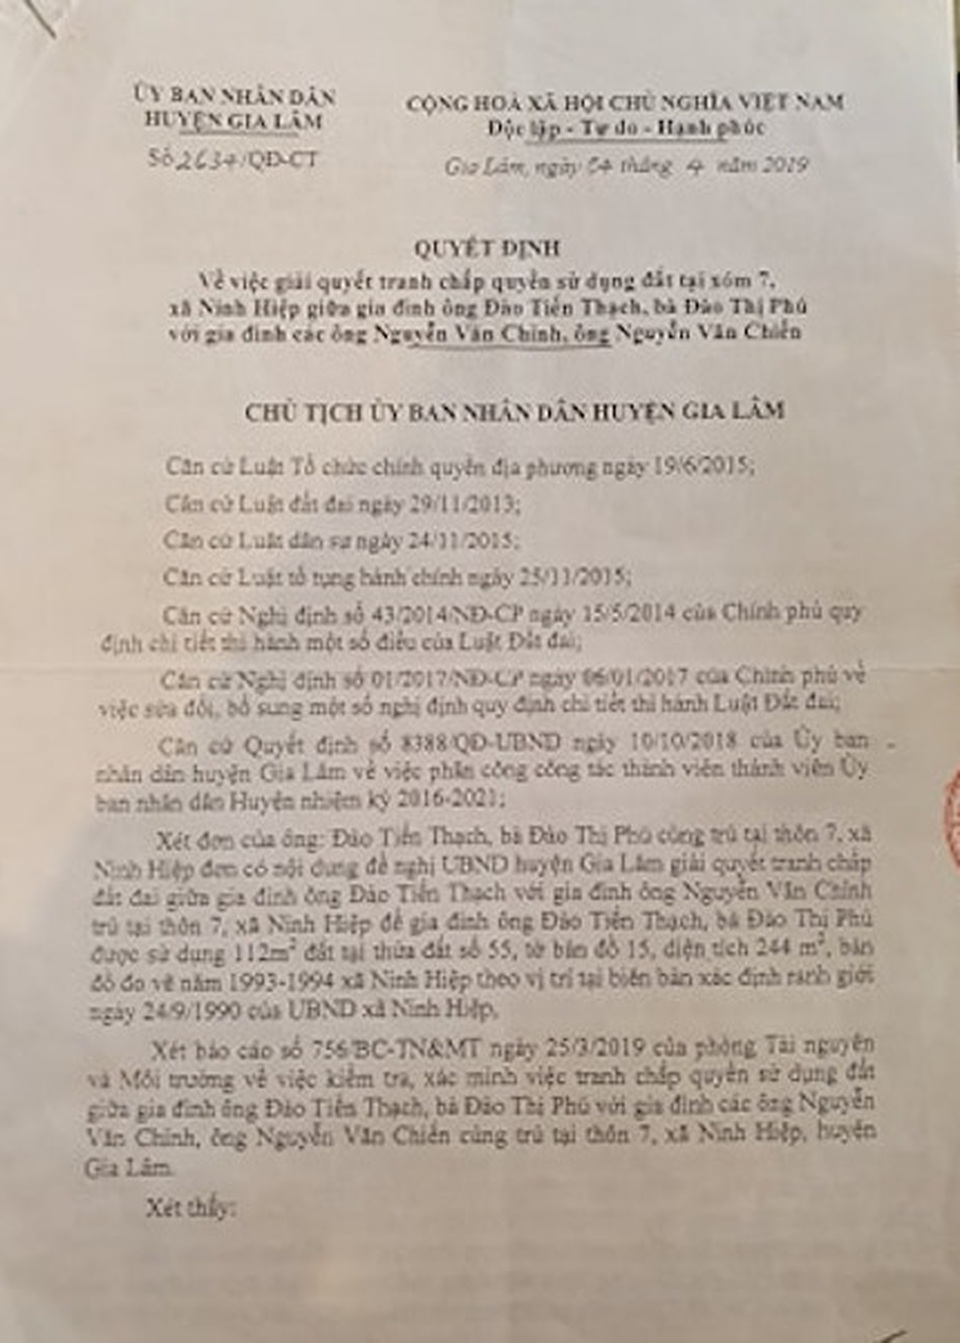 ỦY BAN NHÂN DÂN
HUYỆN GIA LÂM
Số 2634/QĐ-CT
CỘNG HOÀ XÃ HỘI CHỦ NGHĨA VIỆT NAM
Độc lập - Tự do - Hạnh phúc
Gia Lâm, ngày 04 tháng 4 năm 2019
QUYẾT ĐỊNH
Về việc giải quyết tranh chấp quyền sử dụng đất tại xóm 7,
xã Ninh Hiệp giữa gia đình ông Đào Tiến Thạch, bà Đào Thị Phú
với gia đình các ông Nguyễn Văn Chinh, ông Nguyễn Văn Chiến
CHỦ TỊCH ỦY BAN NHÂN DÂN HUYỆN GIA LÂM
Căn cứ Luật Tổ chức chính quyền địa phương ngày 19/6/2015;
Căn cứ Luật đất đai ngày 29/11/2013;
Căn cứ Luật dân sự ngày 24/11/2015;
Căn cứ Luật tố tụng hành chính ngày 25/11/2015;
Căn cứ Nghị định số 43/2014/NĐ-CP ngày 15/5/2014 của Chính phủ quy
định chi tiết thi hành một số điều của Luật Đất đai;
Căn cứ Nghị định số 01/2017/NĐ-CP ngày 06/01/2017 của Chính phủ về
việc sửa đổi, bổ sung một số nghị định quy định chi tiết thi hành Luật Đất đai;
Căn cứ Quyết định số 8388/QĐ-UBND ngày 10/10/2018 của Ủy ban
nhân dân huyện Gia Lâm về việc phân công công tác thành viên thành viên Ủy
ban nhân dân Huyện nhiệm kỳ 2016-2021;
Xét đơn của ông: Đào Tiến Thạch, bà Đào Thị Phú cùng trú tại thôn 7, xã
Ninh Hiệp đơn có nội dung đề nghị UBND huyện Gia Lâm giải quyết tranh chấp
đất đai giữa gia đình ông Đào Tiến Thạch với gia đình ông Nguyễn Văn Chinh
trú tại thôn 7, xã Ninh Hiệp để gia đình ông Đào Tiến Thạch, bà Đào Thị Phú
được sử dụng 112m² đất tại thửa đất số 55, tờ bản đồ 15, diện tích 244 m², bản
đồ đo vẽ năm 1993-1994 xã Ninh Hiệp theo vị trí tại biên bản xác định ranh giới
ngày 24/9/1990 của UBND xã Ninh Hiệp.
Xét báo cáo số 756/BC-TN&MT ngày 25/3/2019 của phòng Tài nguyên
và Môi trường về việc kiểm tra, xác minh việc tranh chấp quyền sử dụng đất
giữa gia đình ông Đào Tiến Thạch, bà Đào Thị Phú với gia đình các ông Nguyễn
Văn Chinh, ông Nguyễn Văn Chiến cùng trú tại thôn 7, xã Ninh Hiệp, huyện
Gia Lâm.
Xét thấy: